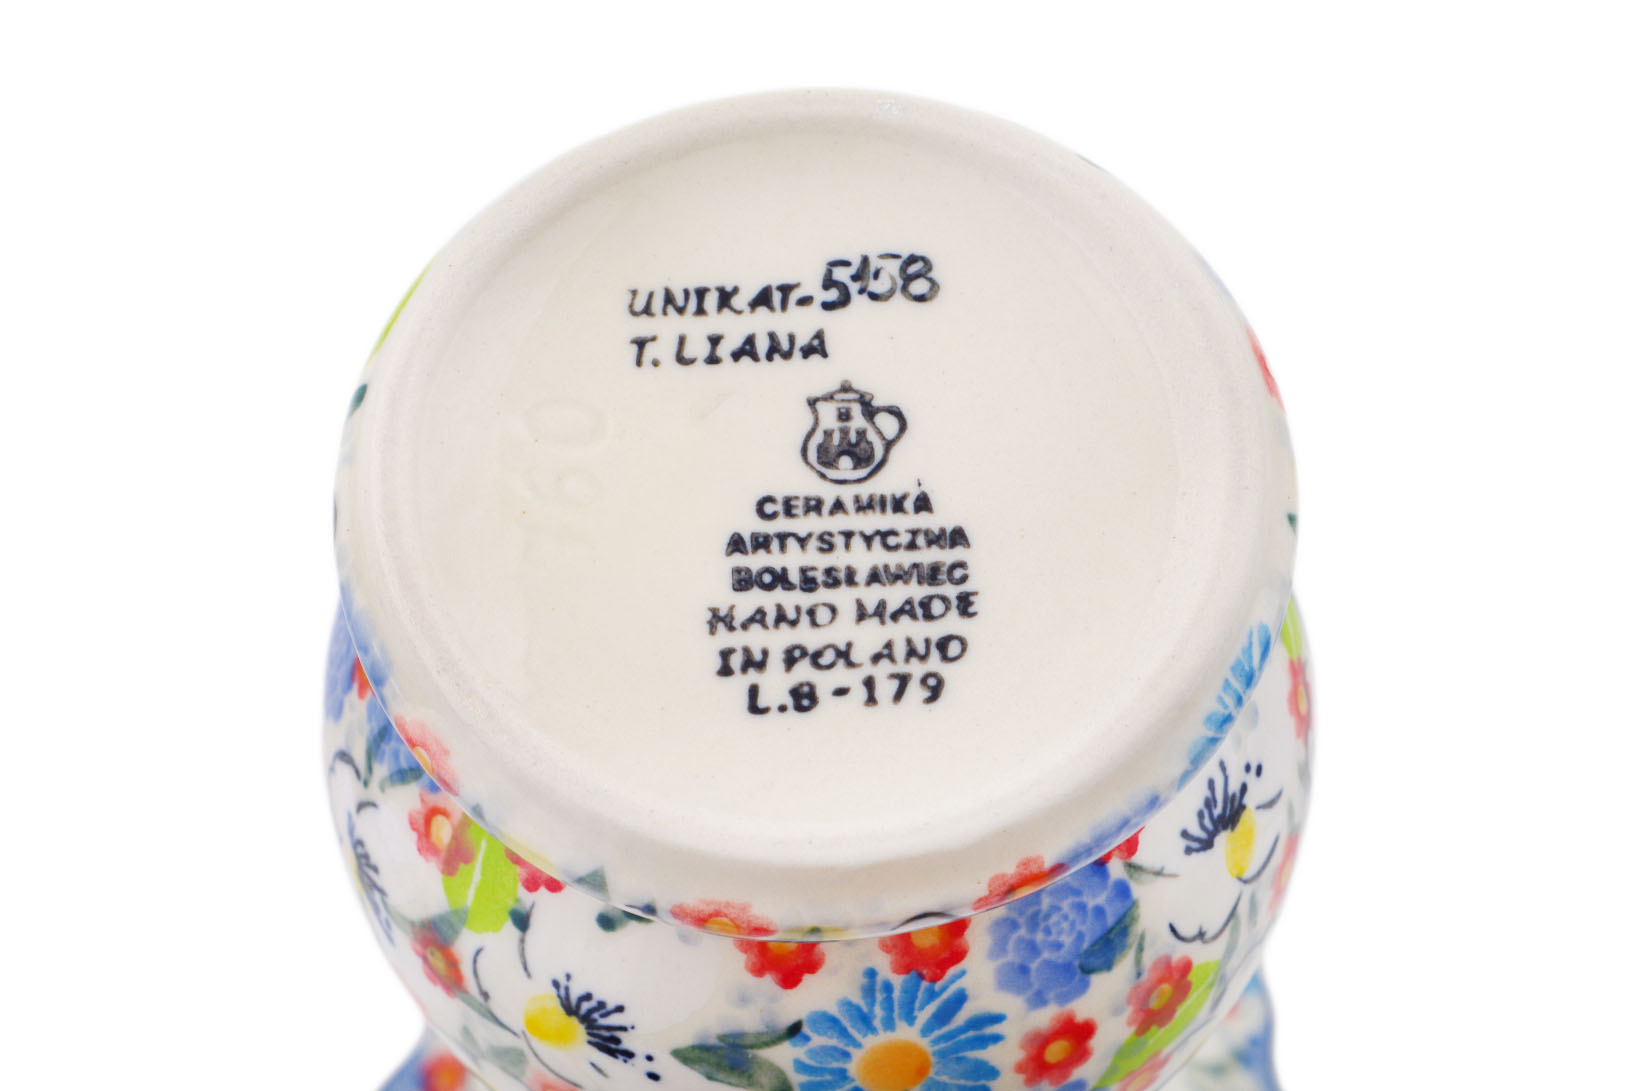 UNIKAT-5158
T. LIANA
B
CERAMIKA
ARTYSTYCZNA
BOLESŁAWIEC
HAND MADE
IN POLAND
L.B-179